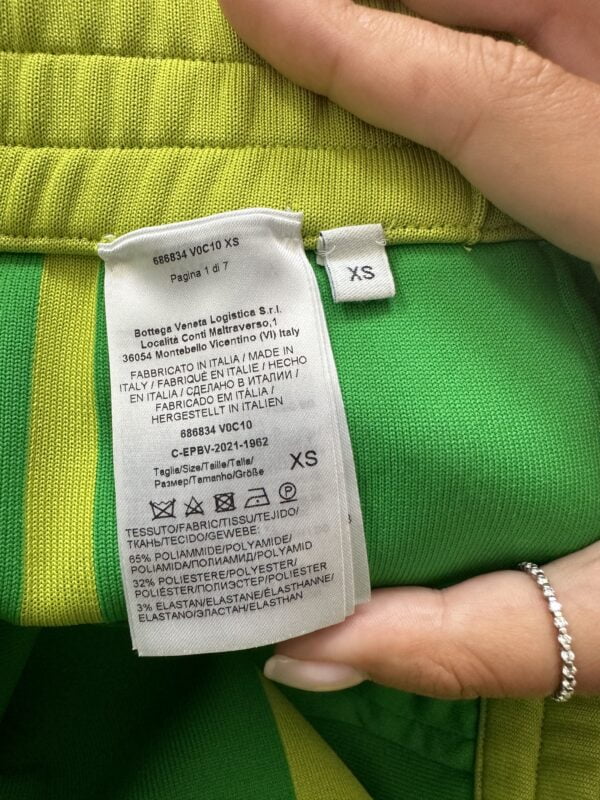 686834 V0C10 XS
Pagina 1 di 7
Bottega Veneta Logistica S.r.l.
Località Conti Maltraverso,1
36054 Montebello Vicentino (VI) Italy
FABBRICATO IN ITALIA / MADE IN
ITALY / FABRIQUÉ EN ITALIE / HECHO
EN ITALIA / СДЕЛАНО В ИТАЛИИ /
FABRICADO EM ITÁLIA /
HERGESTELLT IN ITALIEN
686834 V0C10
C-EPBV-2021-1962
Taglia/Size/Taille/Talla/
Размер/Tamanho/Größe
XS
P
TESSUTO/FABRIC/TISSU/TEJIDO/
ТКАНЬ/TECIDO/GEWEBE:
65% POLIAMMIDE/POLYAMIDE/
POLIAMIDA/ПОЛИАМИД/POLYAMID
32% POLIESTERE/POLYESTER/
POLIÉSTER/ПОЛИЭСТЕР/POLIESTER
3% ELASTAN/ELASTANE/ÉLASTHANNE/
ELASTANO/ЭЛАСТАН/ELASTHAN
XS